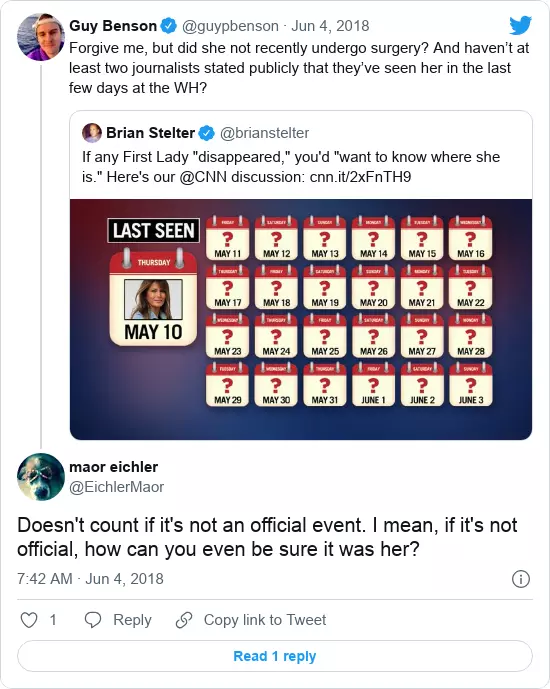 Guy Benson @guypbenson · Jun 4, 2018
Forgive me, but did she not recently undergo surgery? And haven’t at
least two journalists stated publicly that they’ve seen her in the last
few days at the WH?
Brian Stelter @brianstelter
If any First Lady "disappeared," you'd "want to know where she
is." Here's our @CNN discussion: cnn.it/2xFnTH9
LAST SEEN
THURSDAY
MAY 10
FRIDAY SATURDAY SUNDAY MONDAY TUESDAY WEDNESDAY
? ? ? ? ? ?
MAY 11 MAY 12 MAY 13 MAY 14 MAY 15 MAY 16
THURSDAY FRIDAY SATURDAY SUNDAY MONDAY TUESDAY
? ? ? ? ? ?
MAY 17 MAY 18 MAY 19 MAY 20 MAY 21 MAY 22
WEDNESDAY THURSDAY FRIDAY SATURDAY SUNDAY MONDAY
? ? ? ? ? ?
MAY 23 MAY 24 MAY 25 MAY 26 MAY 27 MAY 28
TUESDAY WEDNESDAY THURSDAY FRIDAY SATURDAY SUNDAY
? ? ? ? ? ?
MAY 29 MAY 30 MAY 31 JUNE 1 JUNE 2 JUNE 3
maor eichler
@EichlerMaor
Doesn't count if it's not an official event. I mean, if it's not
official, how can you even be sure it was her?
7:42 AM · Jun 4, 2018
1 Reply Copy link to Tweet
Read 1 reply